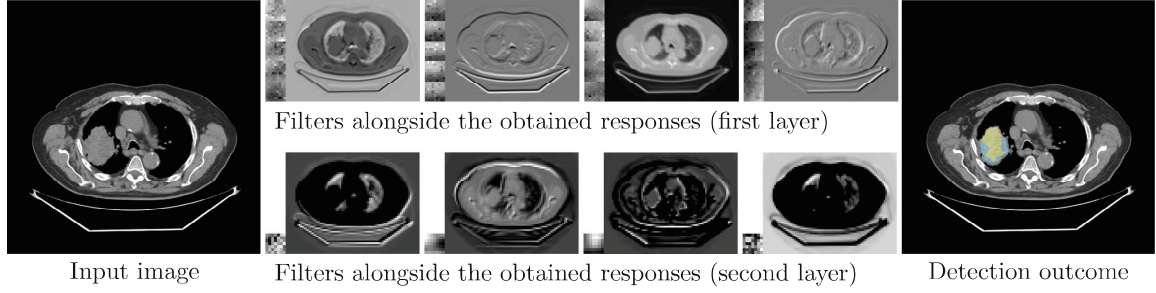 Filters alongside the obtained responses (first layer)
Input image
Filters alongside the obtained responses (second layer)
Detection outcome